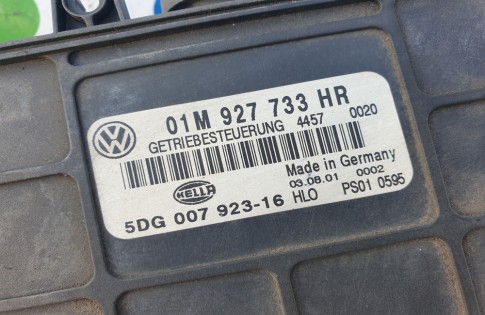 01M 927 733 HR
GETRIEBESTEUERUNG 4457 0020
Made in Germany
HELLA 03.08.01 0002
5DG 007 923-16 HLO PS01 0595